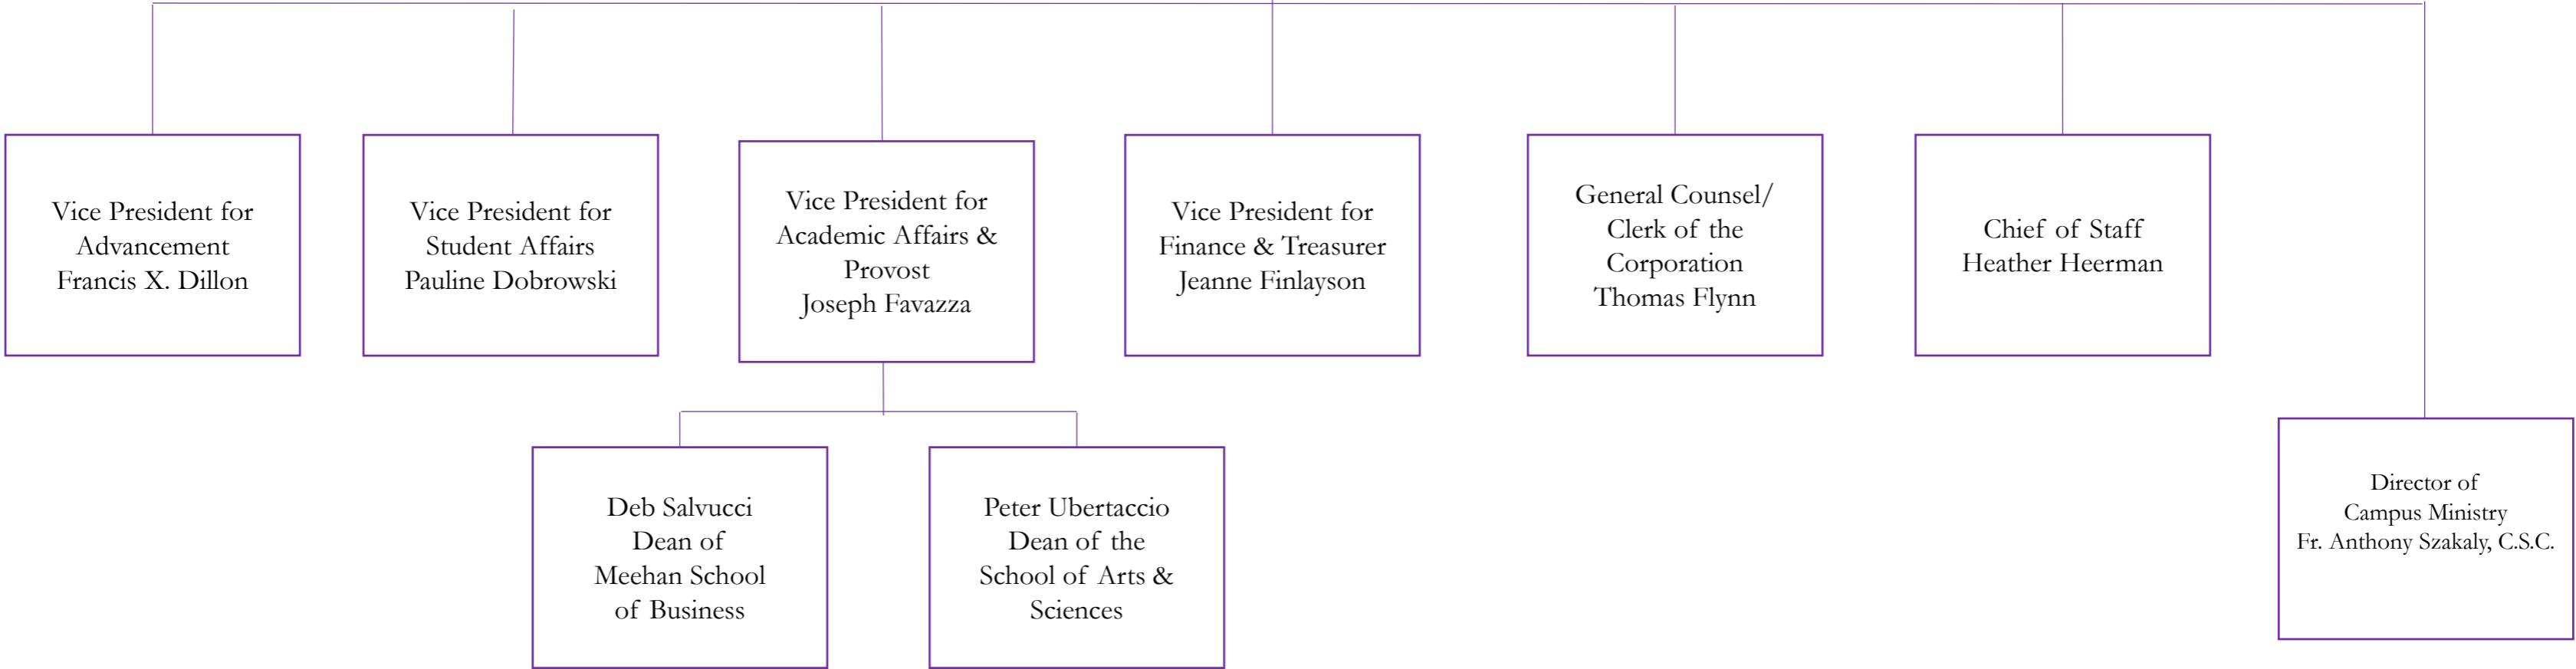 Vice President for
Advancement
Francis X. Dillon
Vice President for
Student Affairs
Pauline Dobrowski
Vice President for
Academic Affairs &
Provost
Joseph Favazza
Vice President for
Finance & Treasurer
Jeanne Finlayson
General Counsel/
Clerk of the
Corporation
Thomas Flynn
Chief of Staff
Heather Heerman
Deb Salvucci
Dean of
Meehan School
of Business
Peter Ubertaccio
Dean of the
School of Arts &
Sciences
Director of
Campus Ministry
Fr. Anthony Szakaly, C.S.C.